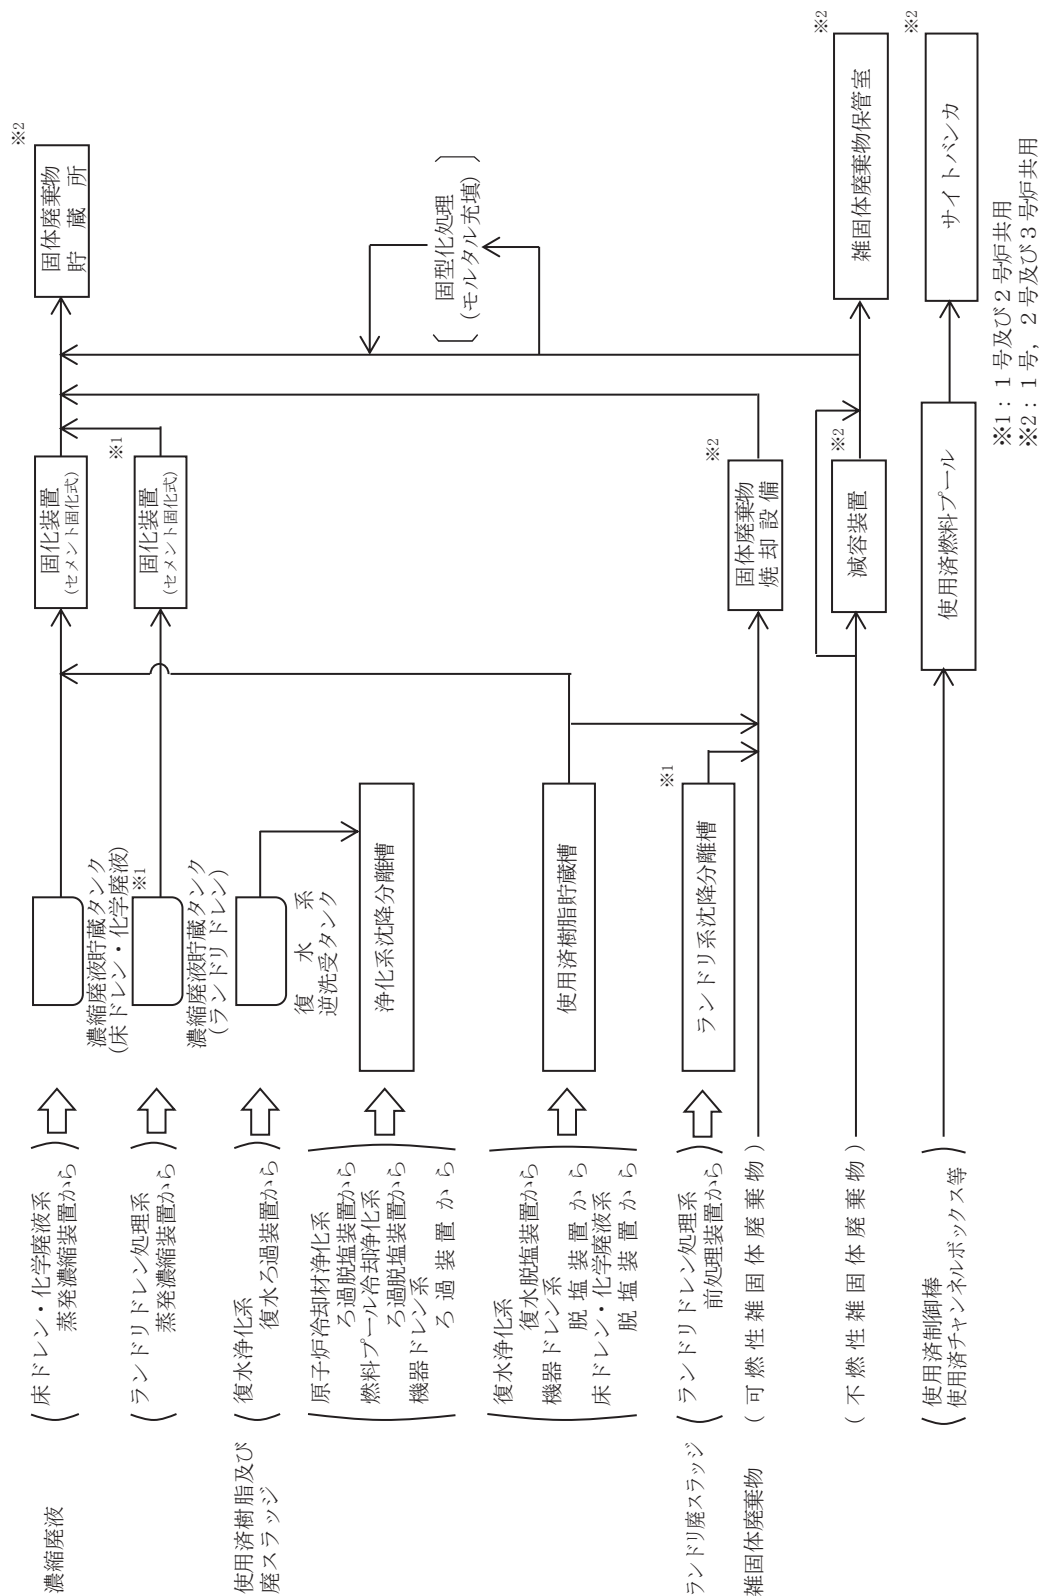 濃縮廃液
床ドレン・化学廃液系
蒸発濃縮装置から
濃縮廃液貯蔵タンク
(床ドレン・化学廃液)
固化装置
(セメント固化式)
固体廃棄物
貯蔵所
※2
ランドリドレン処理系
蒸発濃縮装置から
※1
濃縮廃液貯蔵タンク
(ランドリドレン)
※1
固化装置
(セメント固化式)
使用済樹脂及び
廃スラッジ
復水浄化系
復水ろ過装置から
復水系
逆洗受タンク
原子炉冷却材浄化系
ろ過脱塩装置から
燃料プール冷却浄化系
ろ過脱塩装置から
機器ドレン系
ろ過装置から
浄化系沈降分離槽
固型化処理
(モルタル充填)
復水浄化系
復水脱塩装置から
機器ドレン系
脱塩装置から
床ドレン・化学廃液系
脱塩装置から
使用済樹脂貯蔵槽
ランドリ廃スラッジ
ランドリドレン処理系
前処理装置から
※1
ランドリ系沈降分離槽
雑固体廃棄物
(可燃性雑固体廃棄物)
※2
固体廃棄物
焼却設備
(不燃性雑固体廃棄物)
※2
減容装置
※2
雑固体廃棄物保管室
使用済制御棒
使用済チャンネルボックス等
使用済燃料プール
※2
サイトバンカ
※1：1号及び2号炉共用
※2：1号，2号及び3号炉共用